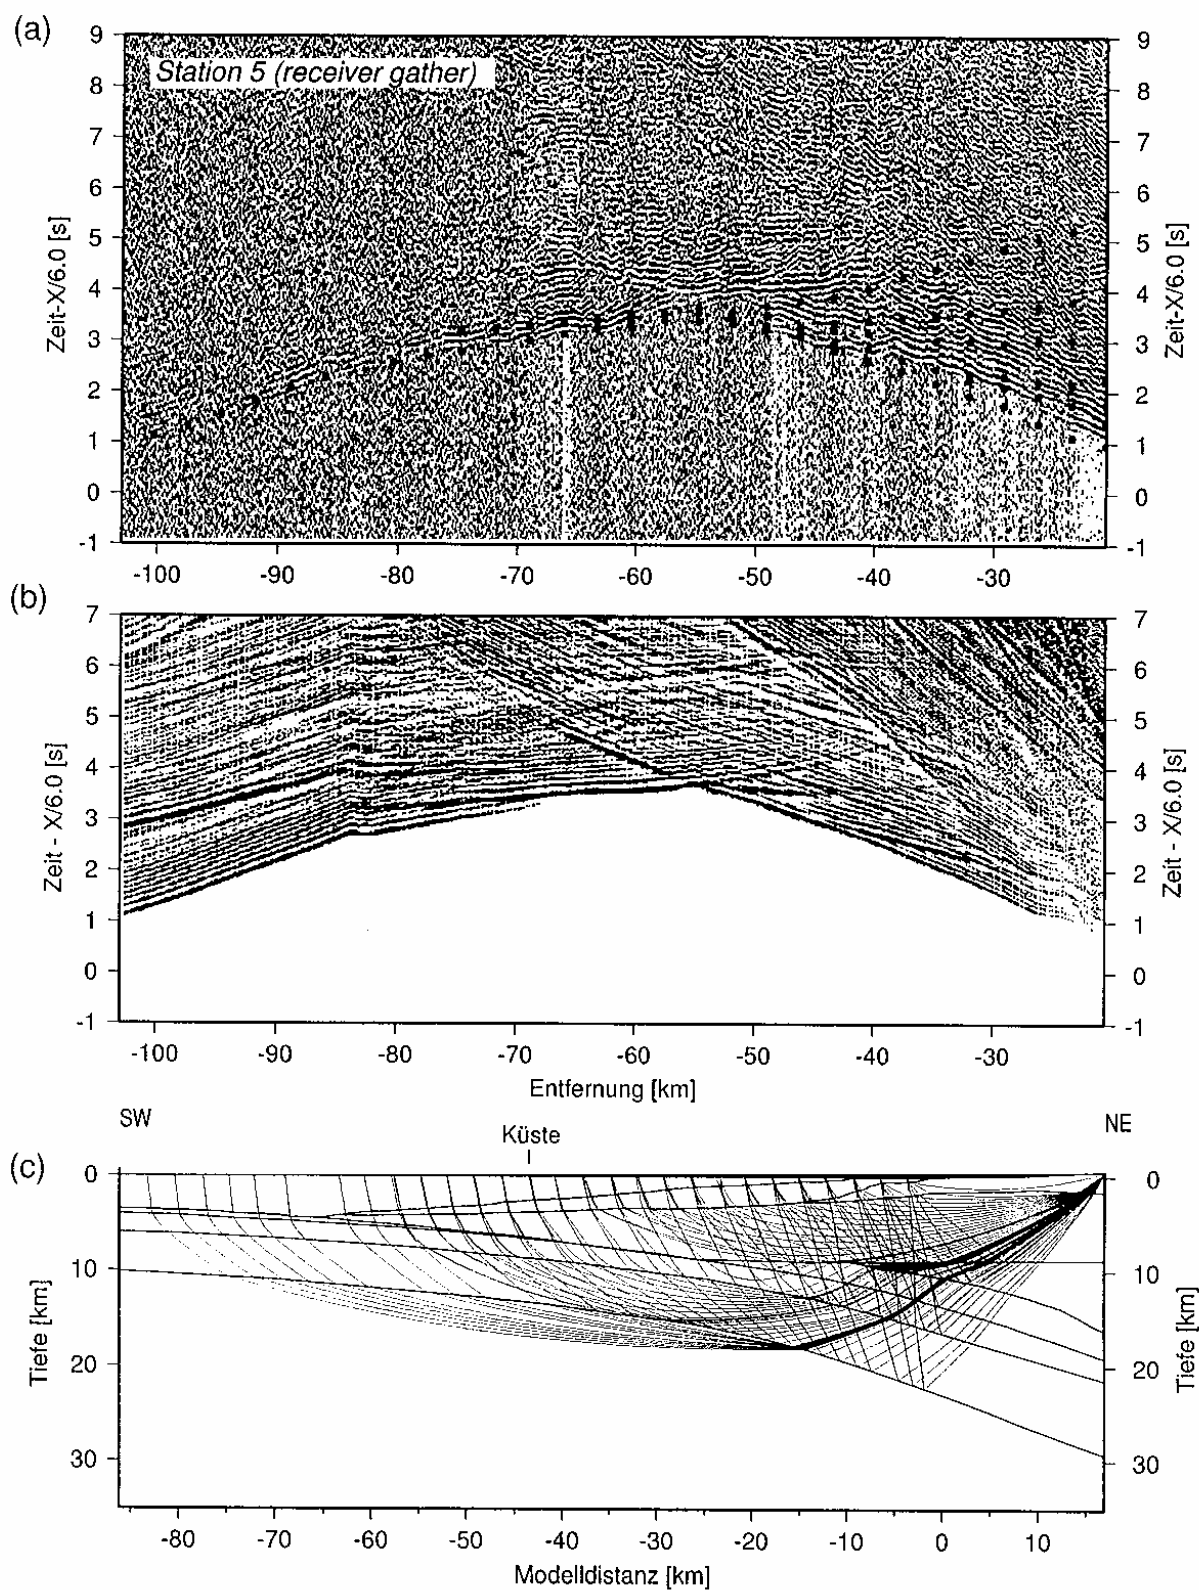 (a)
Station 5 (receiver gather)
9
8
7
6
5
4
3
2
1
0
-1
Zeit-X/6.0 [s]
9
8
7
6
5
4
3
2
1
0
-1
Zeit-X/6.0 [s]
-100 -90 -80 -70 -60 -50 -40 -30
(b)
7
6
5
4
3
2
1
0
-1
Zeit - X/6.0 [s]
7
6
5
4
3
2
1
0
-1
Zeit - X/6.0 [s]
-100 -90 -80 -70 -60 -50 -40 -30
Entfernung [km]
SW
NE
Küste
(c)
0
10
20
30
Tiefe [km]
0
10
20
30
Tiefe [km]
-80 -70 -60 -50 -40 -30 -20 -10 0 10
Modelldistanz [km]